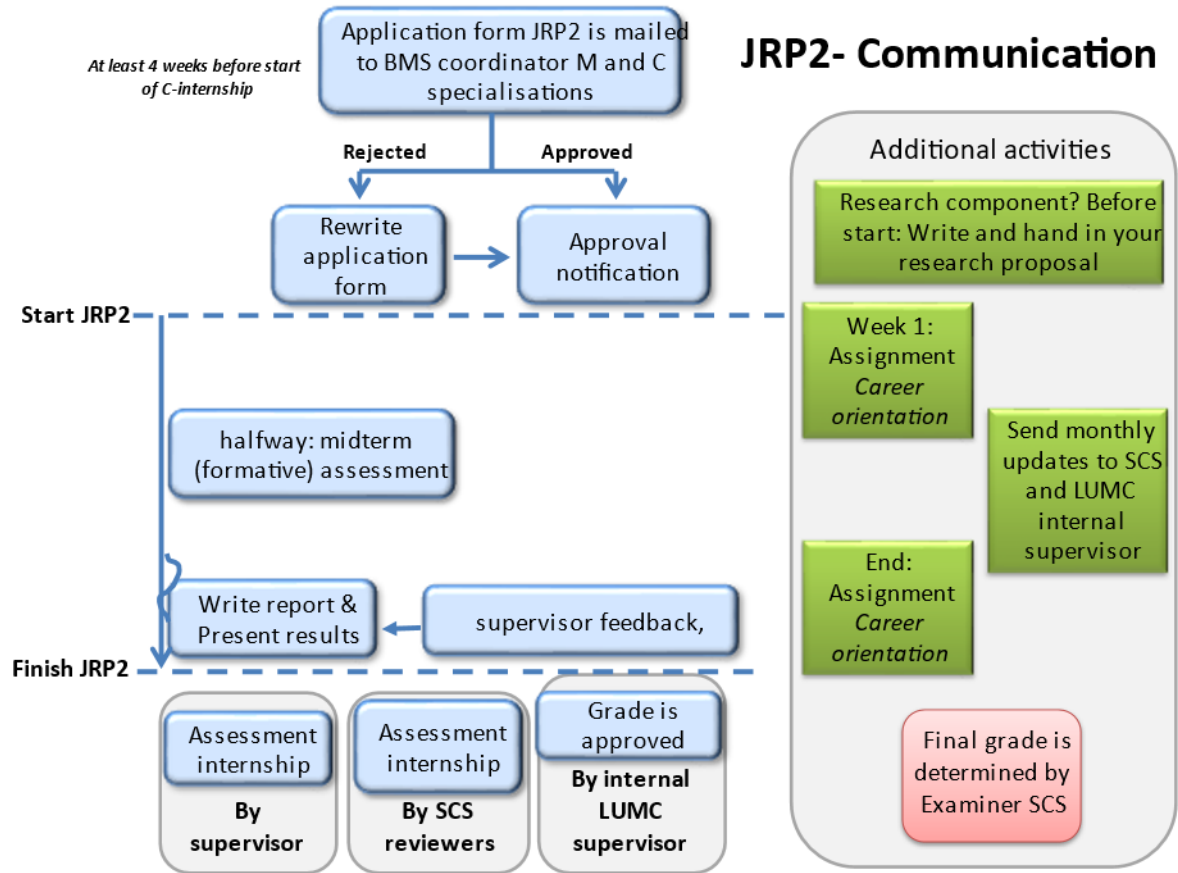 JRP2- Communication
At least 4 weeks before start
of C-internship
Application form JRP2 is mailed
to BMS coordinator M and C
specialisations
Rejected
Approved
Rewrite
application
form
Approval
notification
Start JRP2
halfway: midterm
(formative) assessment
Write report &
Present results
supervisor feedback,
Finish JRP2
Assessment
internship
By
supervisor
Assessment
internship
By SCS
reviewers
Grade is
approved
By internal
LUMC
supervisor
Additional activities
Research component? Before
start: Write and hand in your
research proposal
Week 1:
Assignment
Career
orientation
Send monthly
updates to SCS
and LUMC
internal
supervisor
End:
Assignment
Career
orientation
Final grade is
determined by
Examiner SCS